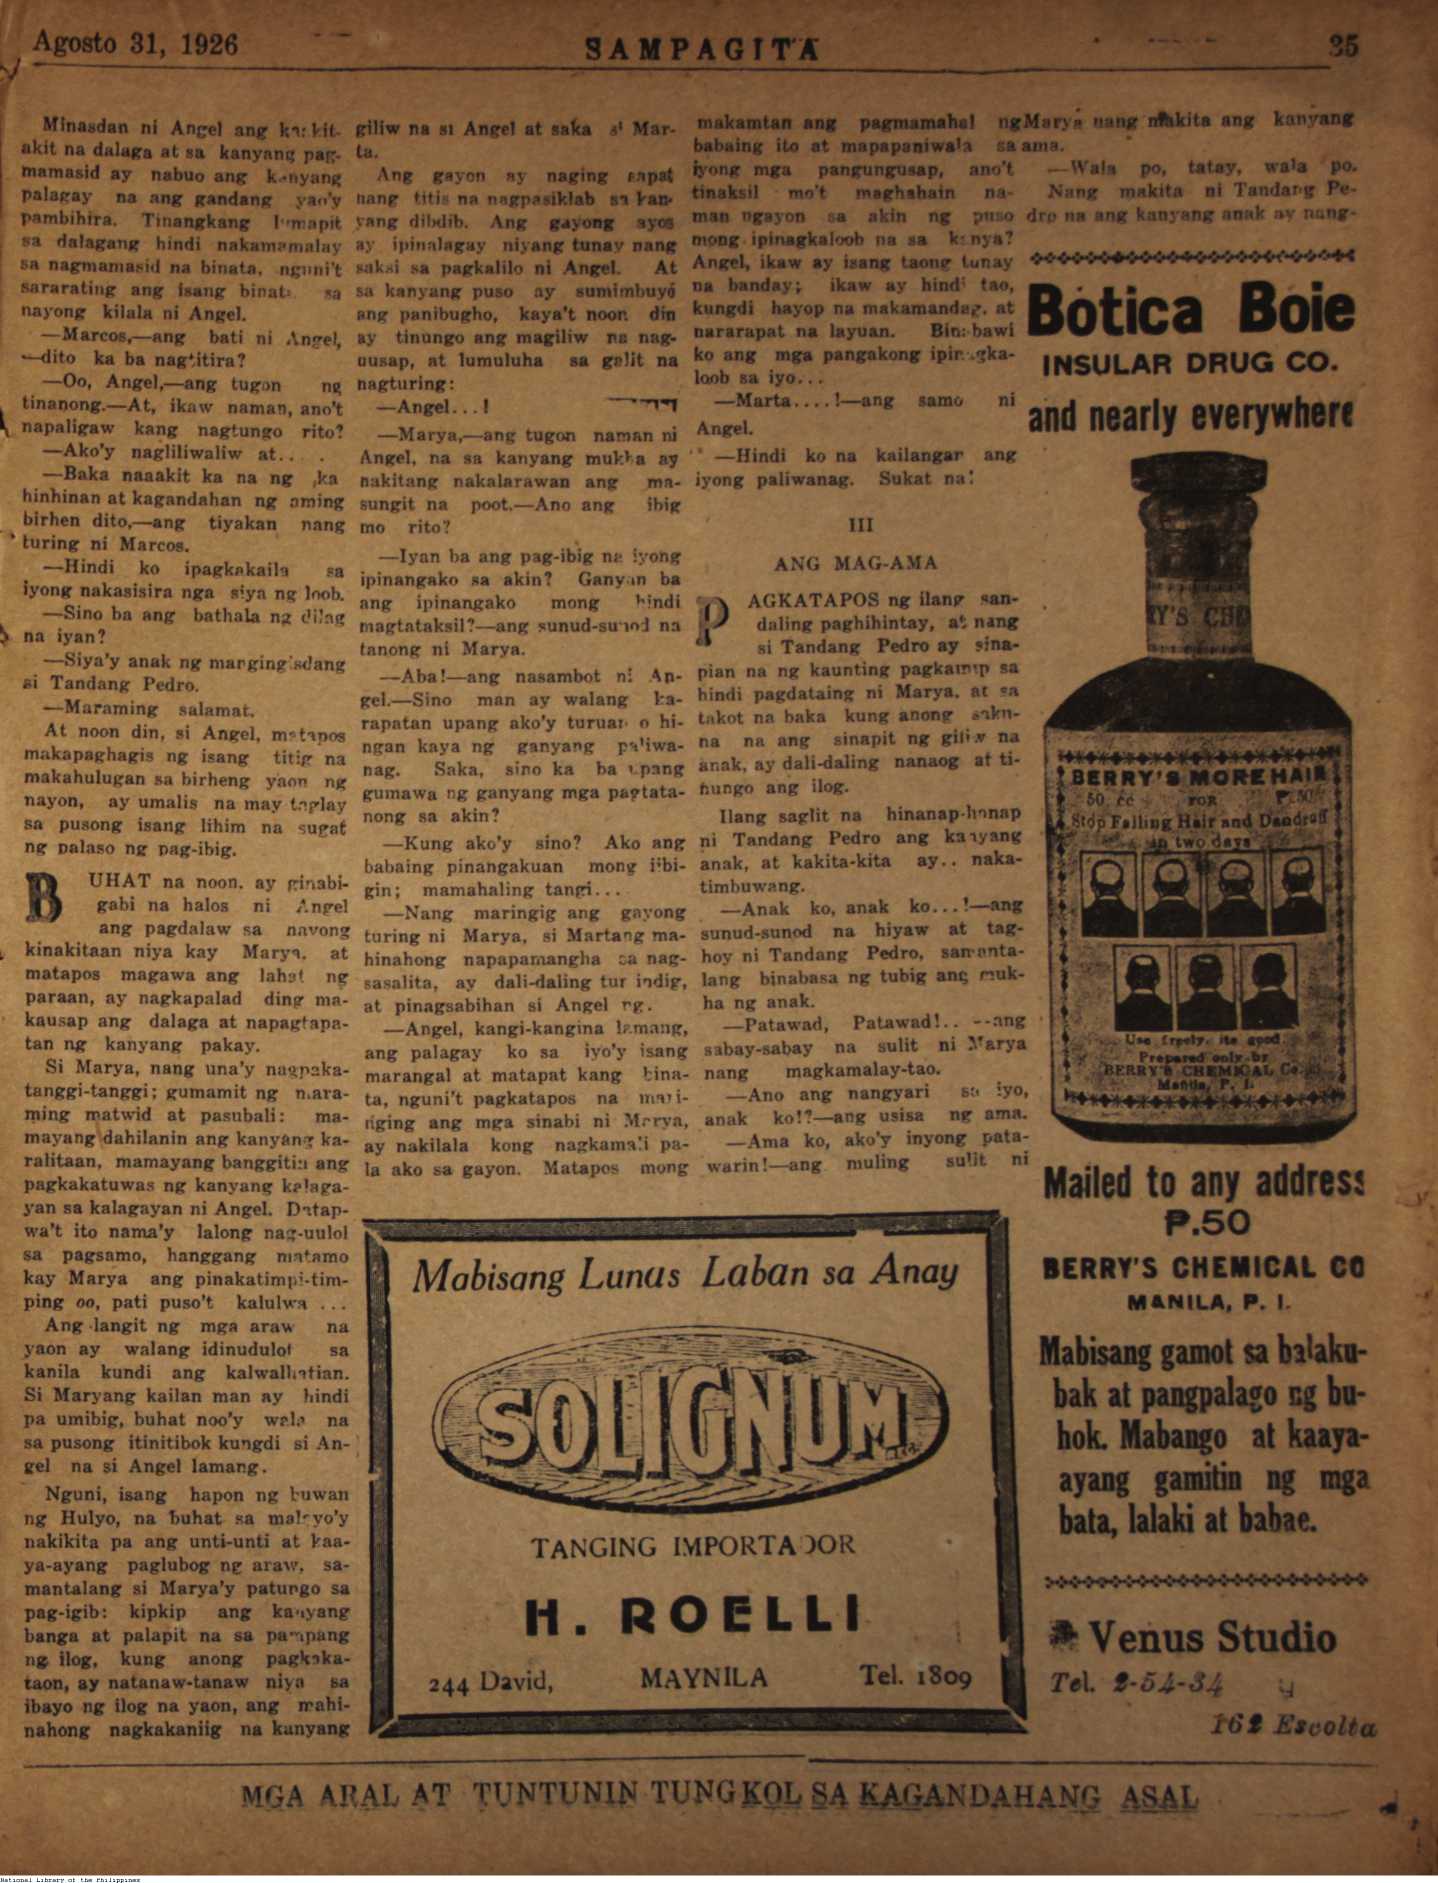 Agosto 31, 1926
SAMPAGITA
35
Minasdan ni Angel ang kaakit-
akit na dalaga at sa kanyang pag-
mamasid ay nabuo ang kanyang
palagay na ang gandang yao'y
pambihira. Tinangkang lumapit
sa dalagang hindi nakamamalay
sa nagmamasid na binata, nguni't
sararating ang isang binata sa
nayong kilala ni Angel.
—Marcos,—ang bati ni Angel,
—dito ka ba nagtitira?
—Oo, Angel,—ang tugon ng
tinanong.—At, ikaw naman, ano't
napaligaw kang nagtungo rito?
—Ako'y nagliliwaliw at....
—Baka naaakit ka na ng ka
hinhinan at kagandahan ng aming
birhen dito,—ang tiyakan nang
turing ni Marcos.
—Hindi ko ipagkakaila sa
iyong nakasisira nga siya ng loob.
—Sino ba ang bathala ng dilag
na iyan?
—Siya'y anak ng mangingisdang
si Tandang Pedro.
—Maraming salamat.
At noon din, si Angel, matapos
makapaghagis ng isang titig na
makahulugan sa birheng yaon ng
nayon, ay umalis na may taglay
sa pusong isang lihim na sugat
ng palaso ng pag-ibig.
BUHAT na noon, ay ginabi-
gabi na halos ni Angel
ang pagdalaw sa nayong
kinakitaan niya kay Marya, at
matapos magawa ang lahat ng
paraan, ay nagkapalad ding ma-
kausap ang dalaga at napagtapa-
tan ng kanyang pakay.
Si Marya, nang una'y nagpaka-
tanggi-tanggi; gumamit ng mara-
ming matwid at pasubali: ma-
mayang dahilanin ang kanyang ka-
ralitaan, mamayang banggitin ang
pagkakatuwas ng kanyang kalaga-
yan sa kalagayan ni Angel. Datap-
wa't ito nama'y lalong nag-uulol
sa pagsamo, hanggang matamo
kay Marya ang pinakatimpi-tim-
ping oo, pati puso't kalulwa ...
Ang langit ng mga araw na
yaon ay walang idinudulot sa
kanila kundi ang kalwalhatian.
Si Maryang kailan man ay hindi
pa umibig, buhat noo'y wala na
sa pusong itinitibok kungdi si An-
gel na si Angel lamang.
Nguni, isang hapon ng buwan
ng Hulyo, na buhat sa malayo'y
nakikita pa ang unti-unti at kaa-
ya-ayang paglubog ng araw, sa-
mantalang si Marya'y patungo sa
pag-igib: kipkip ang kanyang
banga at palapit na sa pampang
ng ilog, kung anong pagkaka-
taon, ay natanaw-tanaw niya sa
ibayo ng ilog na yaon, ang mahi-
nahong nagkakaniig na kanyang
giliw na si Angel at saka si Mar-
ta.
Ang gayon ay naging sapat
nang titis na nagpasiklab sa kan-
yang dibdib. Ang gayong ayos
ay ipinalagay niyang tunay nang
saksi sa pagkalilo ni Angel. At
sa kanyang puso ay sumimbuyó
ang panibugho, kaya't noon din
ay tinungo ang magiliw na nag-
uusap, at lumuluha sa galit na
nagturing:
—Angel...!
—Marya,—ang tugon naman ni
Angel, na sa kanyang mukha ay
nakitang nakalarawan ang ma-
sungit na poot.—Ano ang ibig
mo rito?
—Iyan ba ang pag-ibig na iyong
ipinangako sa akin? Ganyan ba
ang ipinangako mong hindi
magtataksil?—ang sunud-sunod na
tanong ni Marya.
—Aba!—ang nasambot ni An-
gel.—Sino man ay walang ka-
rapatan upang ako'y turuan o hi-
ngan kaya ng ganyang paliwa-
nag. Saka, sino ka ba upang
gumawa ng ganyang mga pagtata-
nong sa akin?
—Kung ako'y sino? Ako ang
babaing pinangakuan mong iibi-
gin; mamahaling tangi...
—Nang maringig ang gayong
turing ni Marya, si Martang ma-
hinahong napapamangha sa nag-
sasalita, ay dali-daling tumindig,
at pinagsabihan si Angel ng.
—Angel, kangi-kangina lamang,
ang palagay ko sa iyo'y isang
marangal at matapat kang bina-
ta, nguni't pagkatapos na mari-
nging ang mga sinabi ni Marya,
ay nakilala kong nagkamali pa-
la ako sa gayon. Matapos mong
makamtan ang pagmamahal ng
babaing ito at mapapaniwala sa
iyong mga pangungusap, ano't
tinaksil mo't maghahain na-
man ngayon sa akin ng puso
mong ipinagkaloob na sa kanya?
Angel, ikaw ay isang taong tunay
na banday; ikaw ay hindi tao,
kungdi hayop na makamandag, at
nararapat na layuan. Binabawi
ko ang mga pangakong ipinagka-
loob sa iyo...
—Marta....!—ang samo ni
Angel.
—Hindi ko na kailangan ang
iyong paliwanag. Sukat na!
III
ANG MAG-AMA
PAGKATAPOS ng ilang san-
daling paghihintay, at nang
si Tandang Pedro ay sina-
pian na ng kaunting pagkainip sa
hindi pagdataing ni Marya, at sa
takot na baka kung anong saku-
na na ang sinapit ng giliw na
anak, ay dali-daling nanaog at ti-
nungo ang ilog.
Ilang saglit na hinanap-hanap
ni Tandang Pedro ang kanyang
anak, at kakita-kita ay.. naka-
timbuwang.
—Anak ko, anak ko...!—ang
sunud-sunod na hiyaw at tag-
hoy ni Tandang Pedro, samanta-
lang binabasa ng tubig ang muk-
ha ng anak.
—Patawad, Patawad!.. —ang
sabay-sabay na sulit ni Marya
nang magkamalay-tao.
—Ano ang nangyari sa iyo,
anak ko!?—ang usisa ng ama.
—Ama ko, ako'y inyong pata-
warin!—ang muling sulit ni
Marya nang makita ang kanyang
ama.
—Wala po, tatay, wala po.
Nang makita ni Tandang Pe-
dro na ang kanyang anak ay nang-
Botica Boie
INSULAR DRUG CO.
and nearly everywhere
RY'S CHE
BERRY'S MORE HAIR
50 cc FOR ₱.50
Stop Falling Hair and Dandruff
in two days
Use freely, its good
Prepared only by
BERRY'S CHEMICAL Co.
Manila, P. I.
Mailed to any address
₱.50
BERRY'S CHEMICAL CO
MANILA, P. I.
Mabisang gamot sa balaku-
bak at pangpalago ng bu-
hok. Mabango at kaaya-
ayang gamitin ng mga
bata, lalaki at babae.
Venus Studio
Tel. 2-54-34
162 Escolta
Mabisang Lunas Laban sa Anay
SOLIGNUM
TANGING IMPORTADOR
H. ROELLI
244 David, MAYNILA Tel. 1809
MGA ARAL AT TUNTUNIN TUNGKOL SA KAGANDAHANG ASAL
National Library of the Philippines